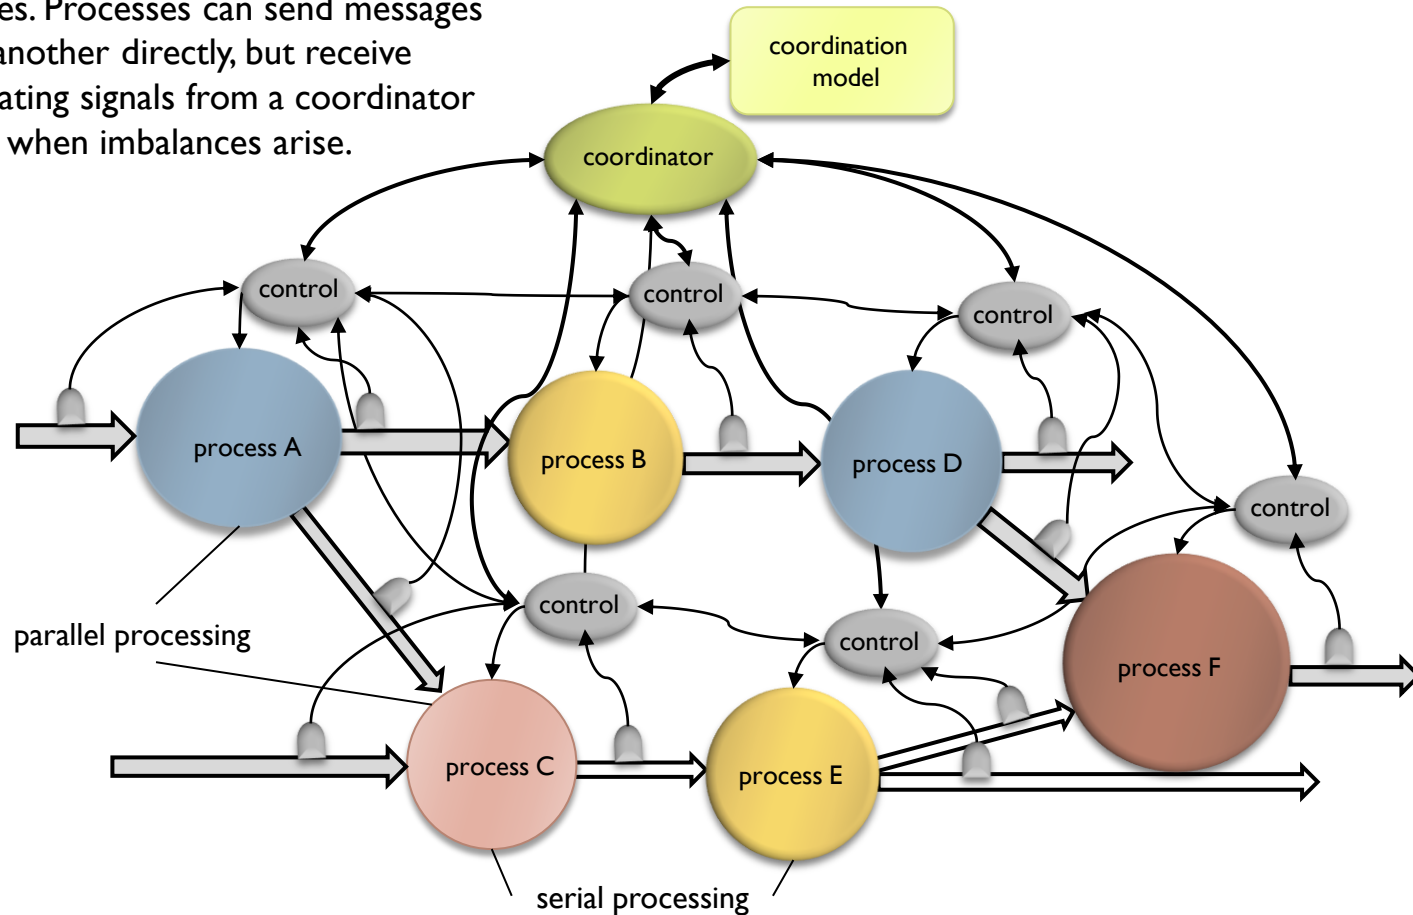 es. Processes can send messages
another directly, but receive
ating signals from a coordinator
when imbalances arise.
coordination
model
coordinator
control
control
control
process A
process B
process D
control
control
parallel processing
control
process F
process C
process E
serial processing